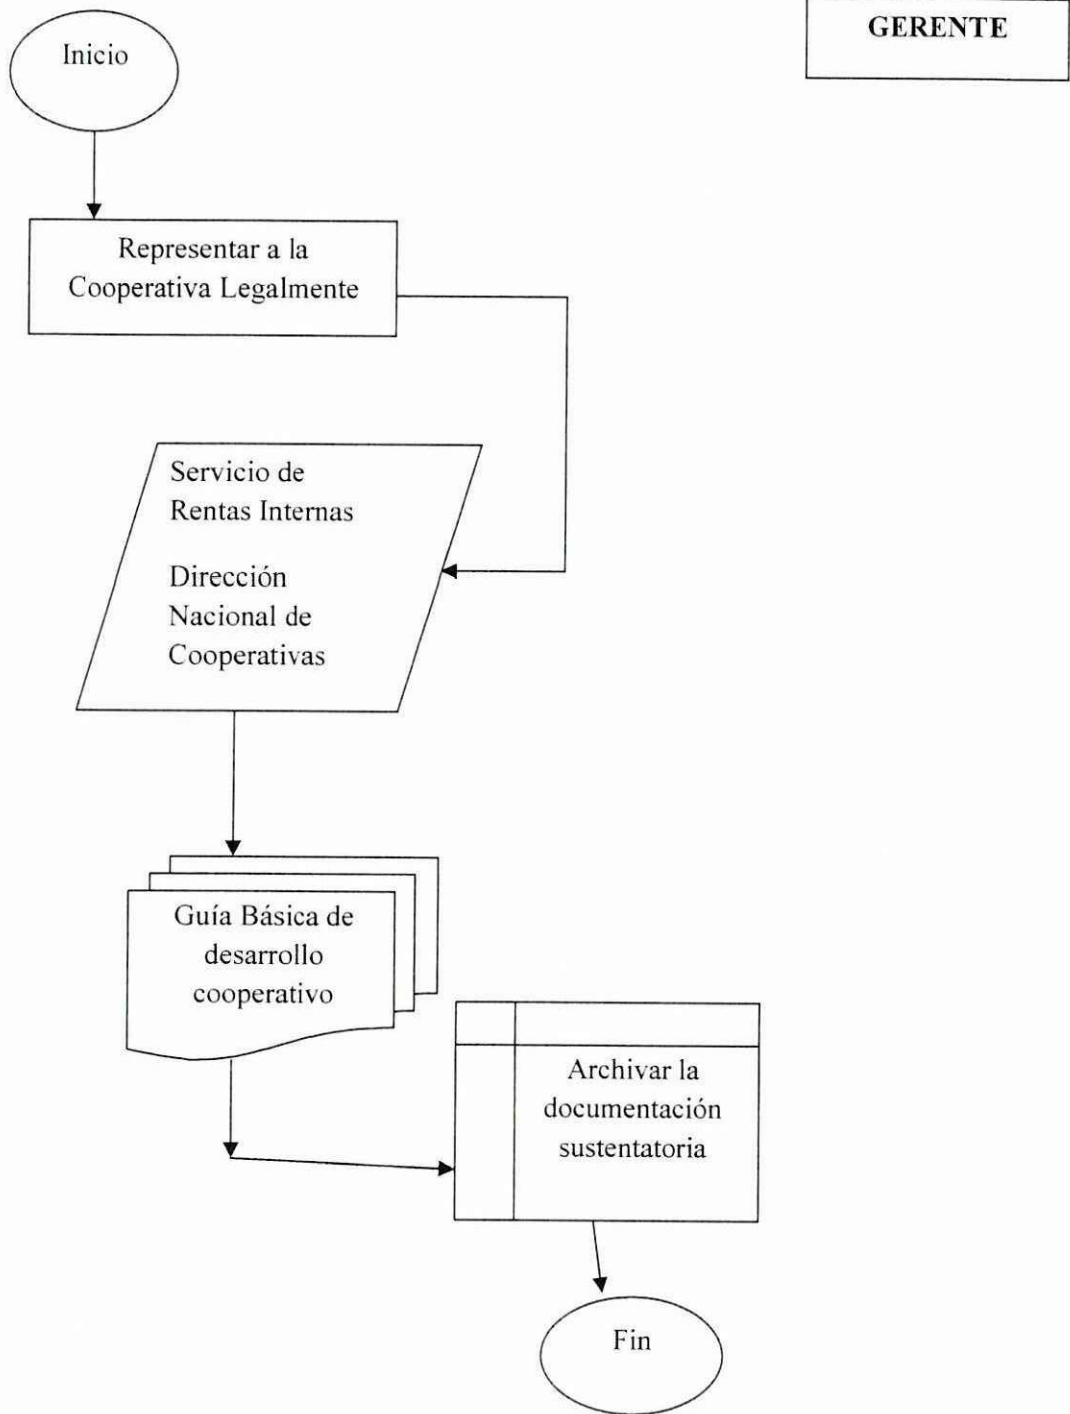 GERENTE
Inicio
Representar a la
Cooperativa Legalmente
Servicio de
Rentas Internas
Dirección
Nacional de
Cooperativas
Guía Básica de
desarrollo
cooperativo
Archivar la
documentación
sustentatoria
Fin